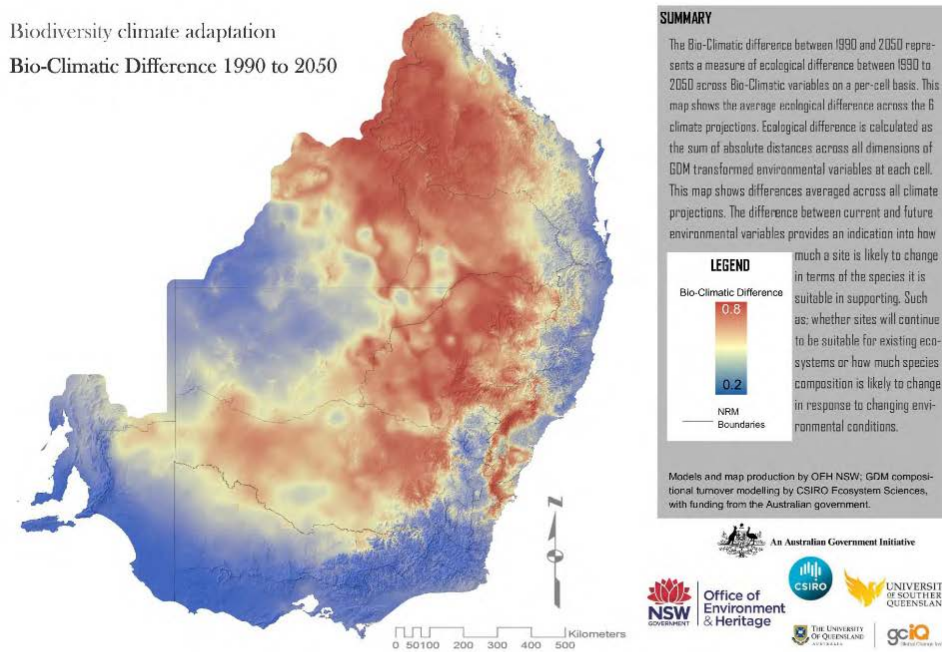 Biodiversity climate adaptation
Bio-Climatic Difference 1990 to 2050
SUMMARY
The Bio-Climatic difference between 1990 and 2050 repre-
sents a measure of ecological difference between 1990 to
2050 across Bio-Climatic variables on a per-cell basis. This
map shows the average ecological difference across the 6
climate projections. Ecological difference is calculated as
the sum of absolute distances across all dimensions of
GDM transformed environmental variables at each cell.
This map shows differences averaged across all climate
projections. The difference between current and future
environmental variables provides an indication into how
much a site is likely to change
in terms of the species it is
suitable in supporting. Such
as; whether sites will continue
to be suitable for existing eco-
systems or how much species
composition is likely to change
in response to changing envi-
ronmental conditions.
LEGEND
Bio-Climatic Difference
0.8
0.2
NRM
Boundaries
Models and map production by OEH NSW; GDM composi-
tional turnover modelling by CSIRO Ecosystem Sciences,
with funding from the Australian government.
An Australian Government Initiative
NSW
GOVERNMENT
Office of
Environment
& Heritage
CSIRO
UNIVERSITY
OF SOUTHERN
QUEENSLAND
THE UNIVERSITY
OF QUEENSLAND
AUSTRALIA
gciQ
N
Kilometers
0 50100 200 300 400 500